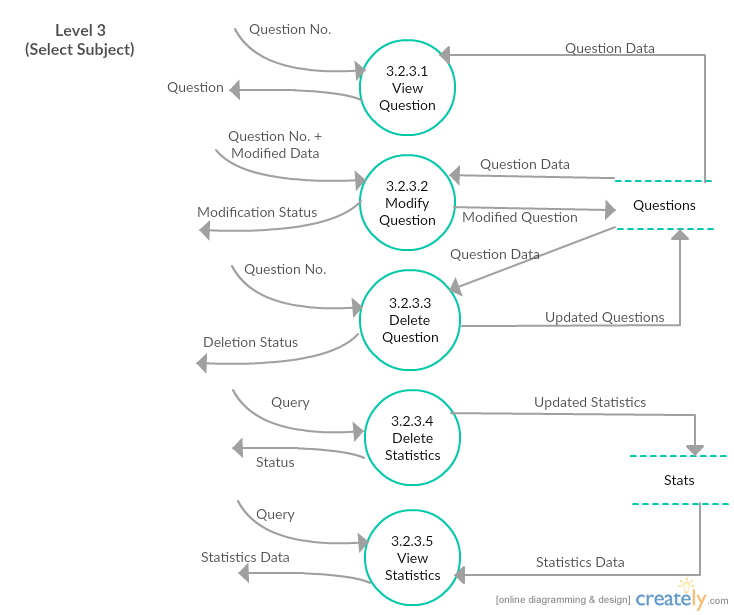 Level 3
(Select Subject)
Question No.
Question
3.2.3.1
View
Question
Question Data
Question No. +
Modified Data
Modification Status
3.2.3.2
Modify
Question
Question Data
Modified Question
Questions
Question No.
Deletion Status
3.2.3.3
Delete
Question
Question Data
Updated Questions
Query
Status
3.2.3.4
Delete
Statistics
Updated Statistics
Stats
Query
Statistics Data
3.2.3.5
View
Statistics
Statistics Data
[online diagramming & design] creately.com